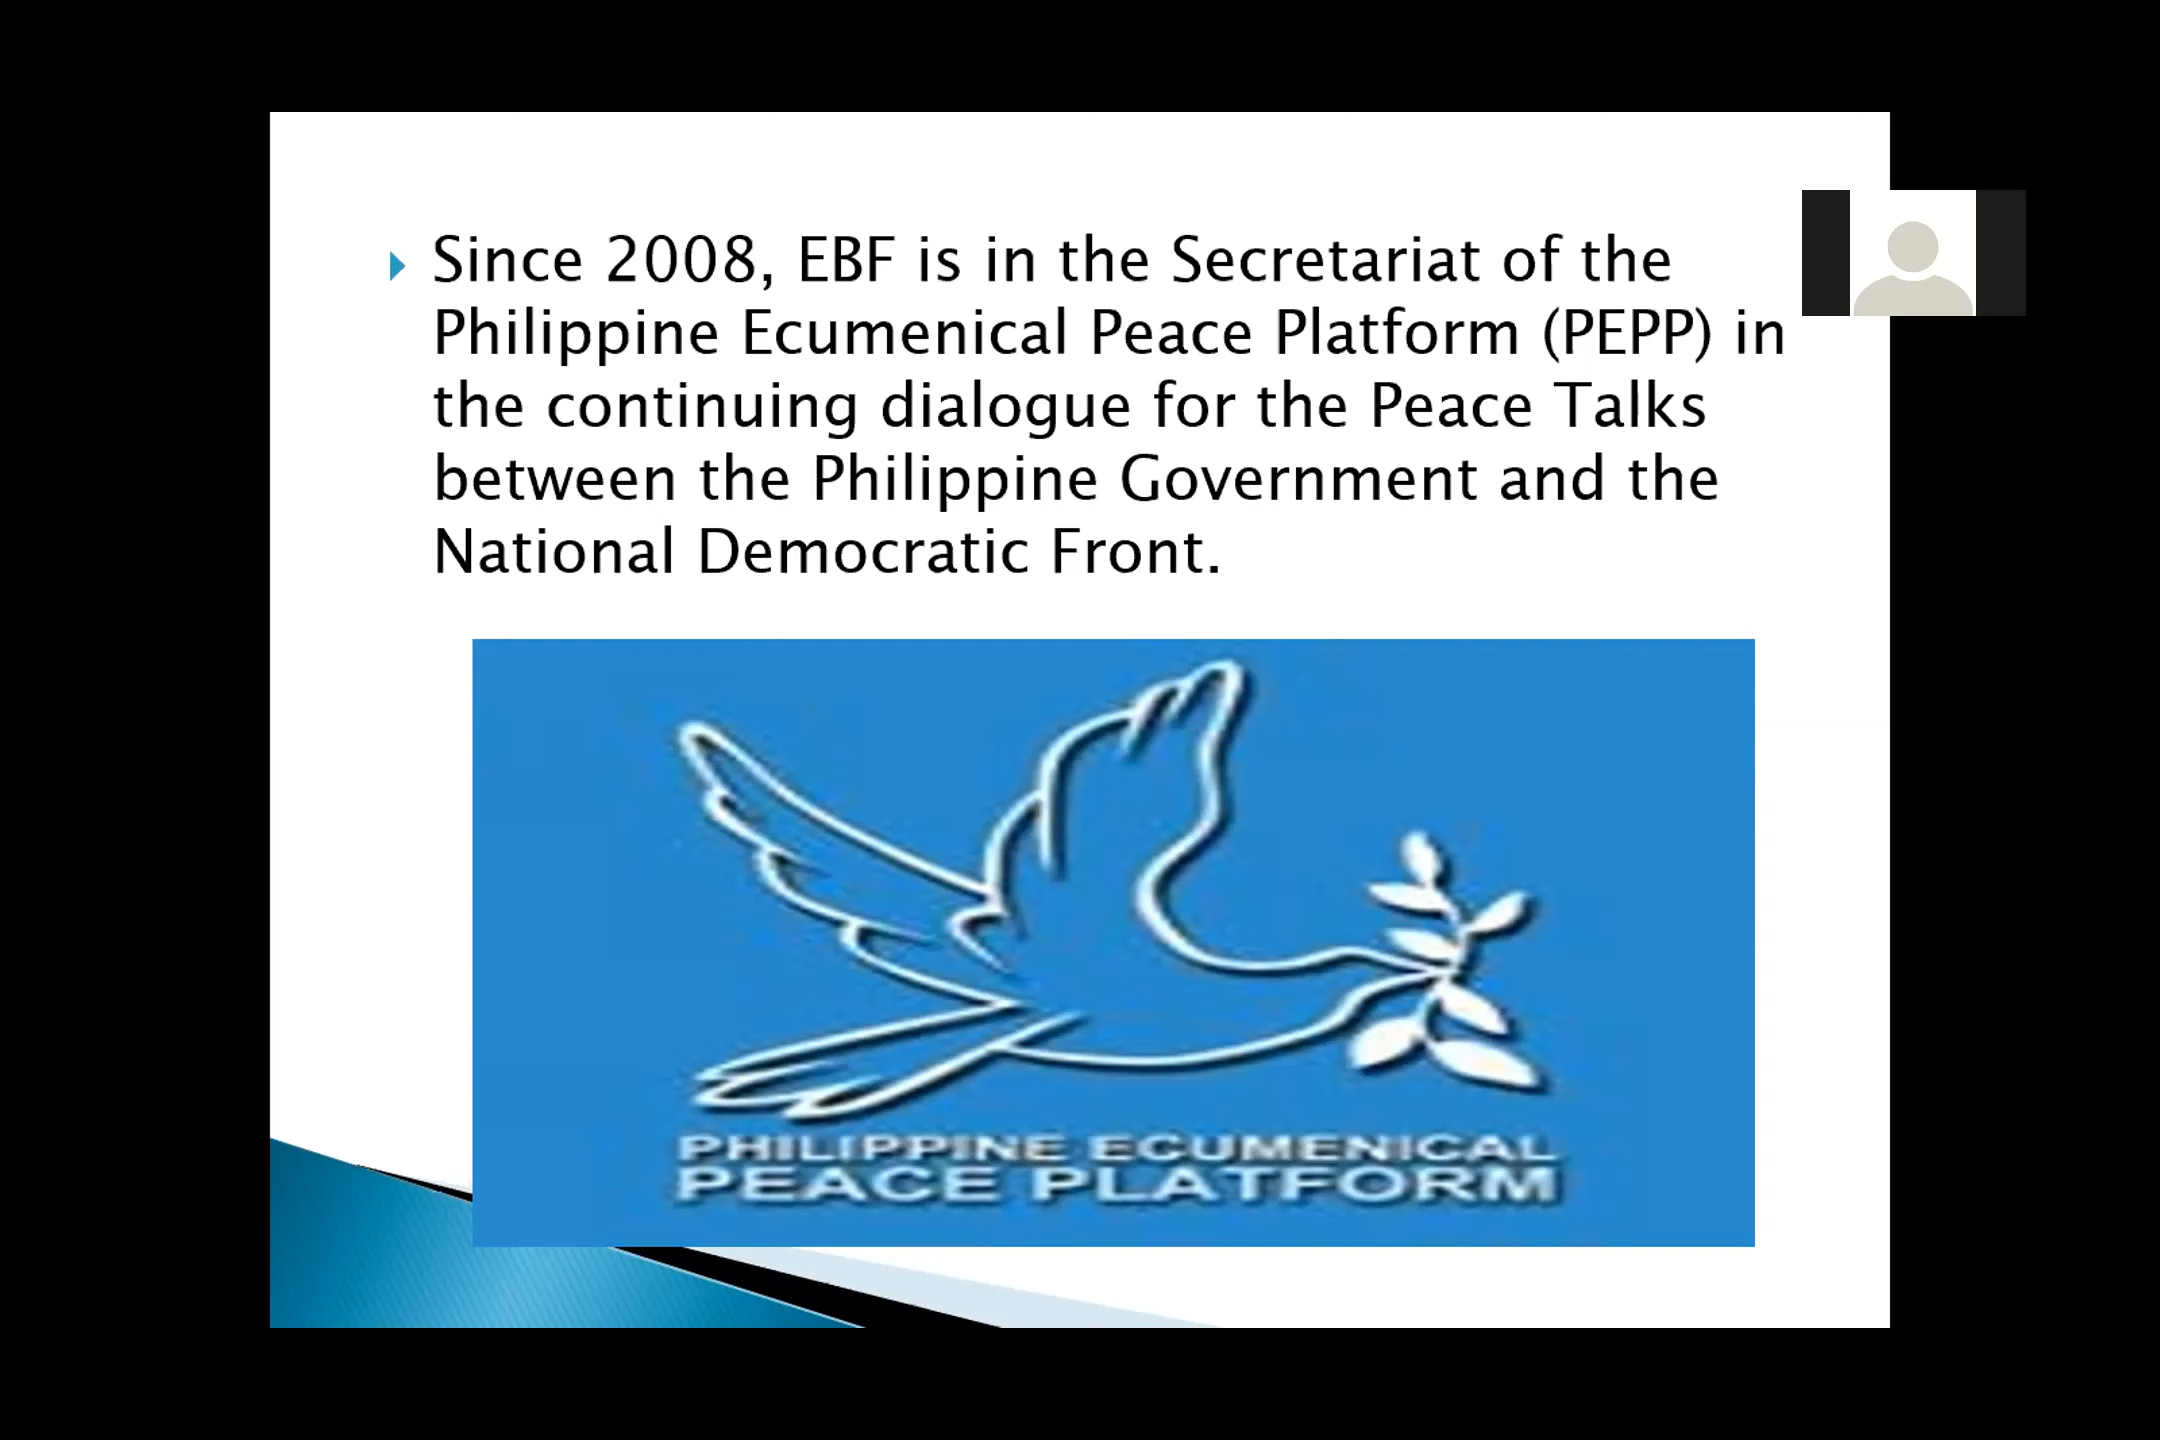 Since 2008, EBF is in the Secretariat of the
Philippine Ecumenical Peace Platform (PEPP) in
the continuing dialogue for the Peace Talks
between the Philippine Government and the
National Democratic Front.
PHILIPPINE ECUMENICAL
PEACE PLATFORM